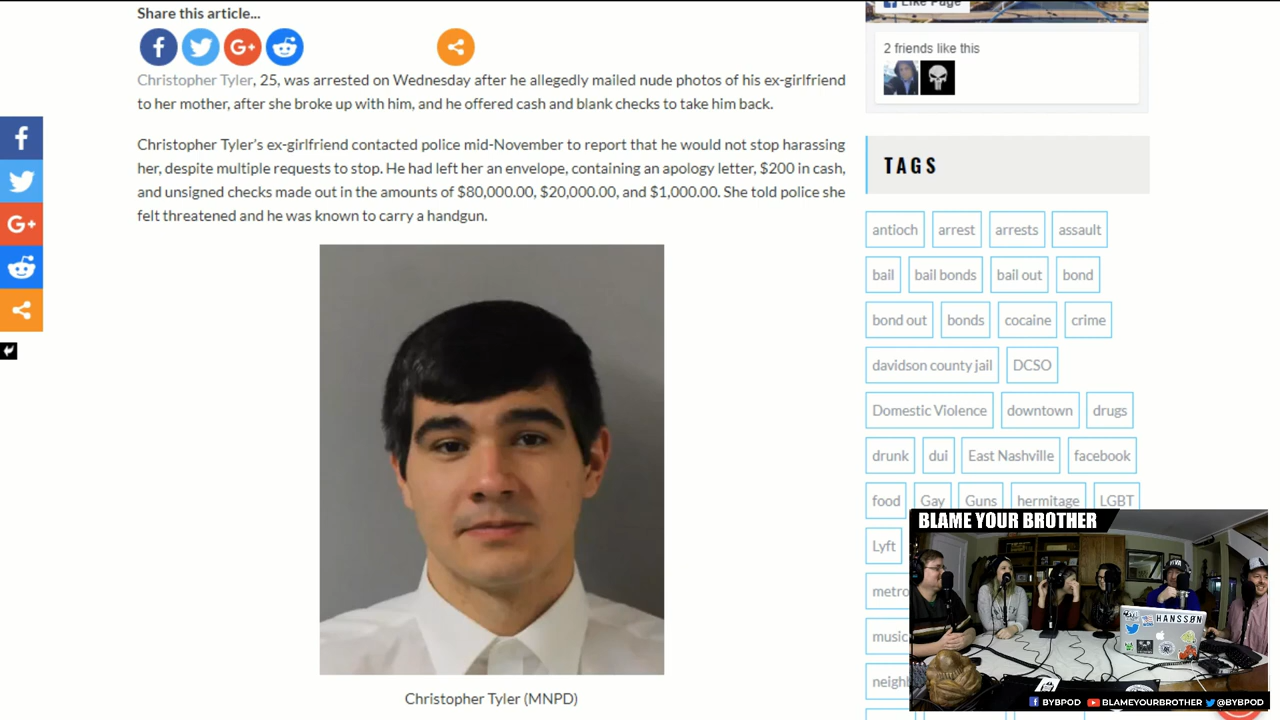 Share this article...
Christopher Tyler, 25, was arrested on Wednesday after he allegedly mailed nude photos of his ex-girlfriend
to her mother, after she broke up with him, and he offered cash and blank checks to take him back.
Christopher Tyler's ex-girlfriend contacted police mid-November to report that he would not stop harassing
her, despite multiple requests to stop. He had left her an envelope, containing an apology letter, $200 in cash,
and unsigned checks made out in the amounts of $80,000.00, $20,000.00, and $1,000.00. She told police she
felt threatened and he was known to carry a handgun.
Christopher Tyler (MNPD)
Like Page
2 friends like this
TAGS
antioch arrest arrests assault
bail bail bonds bail out bond
bond out bonds cocaine crime
davidson county jail DCSO
Domestic Violence downtown drugs
drunk dui East Nashville facebook
food Gay Guns hermitage LGBT
Lyft
metro
music
neighb
BLAME YOUR BROTHER
HANSSØN
BYBPOD BLAMEYOURBROTHER @BYBPOD